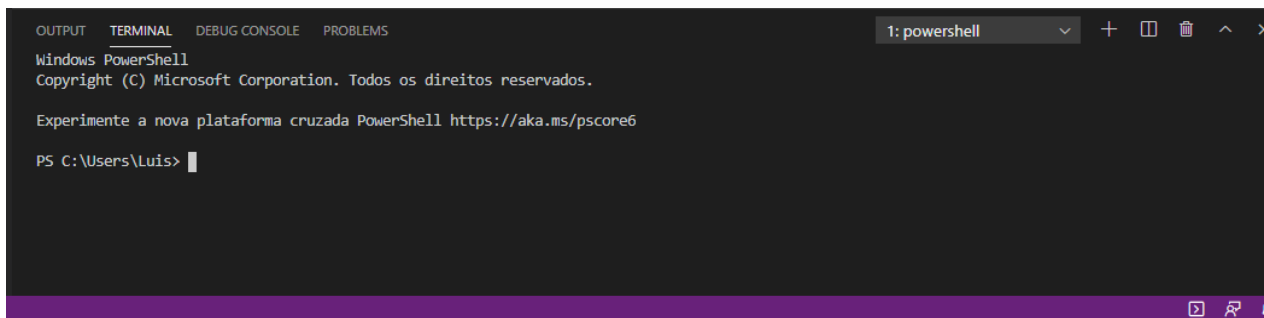 OUTPUT TERMINAL DEBUG CONSOLE PROBLEMS 1: powershell
Windows PowerShell
Copyright (C) Microsoft Corporation. Todos os direitos reservados.
Experimente a nova plataforma cruzada PowerShell https://aka.ms/pscore6
PS C:\Users\Luis>